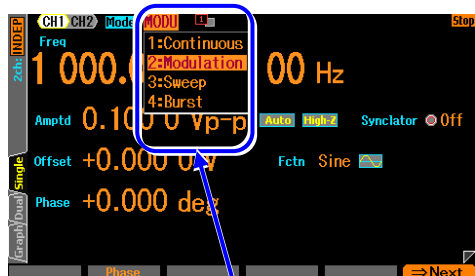 2ch: INDEP
CH1 CH2 Mode MODU 1 Stop
Freq
1:Continuous
2:Modulation
3:Sweep
4:Burst
1 000.0 00 Hz
Amptd 0.100 0 Vp-p Auto High-Z Synclator Off
Offset +0.000 0 V Fctn Sine
Phase +0.000 deg
Single
Dual
Graph
Phase ⇒Next